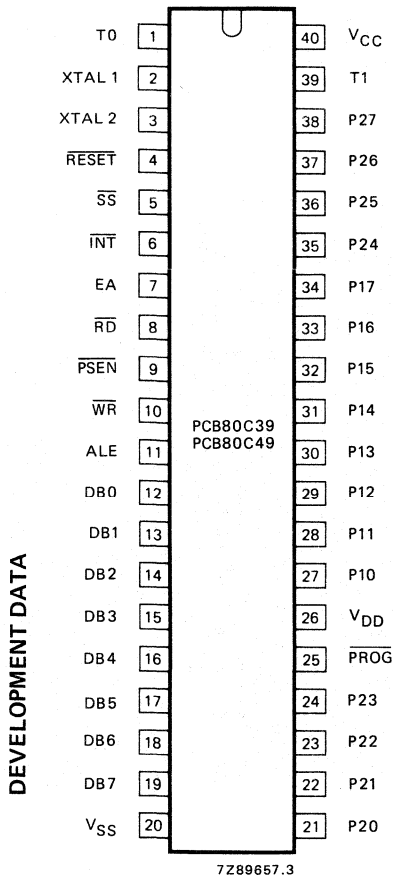 T0 1 40 VCC
XTAL 1 2 39 T1
XTAL 2 3 38 P27
RESET 4 37 P26
SS 5 36 P25
INT 6 35 P24
EA 7 34 P17
RD 8 33 P16
PSEN 9 32 P15
WR 10 31 P14
PCB80C39
PCB80C49
ALE 11 30 P13
DB0 12 29 P12
DB1 13 28 P11
DB2 14 27 P10
DB3 15 26 VDD
DB4 16 25 PROG
DB5 17 24 P23
DB6 18 23 P22
DB7 19 22 P21
VSS 20 21 P20
DEVELOPMENT DATA
7Z89657.3